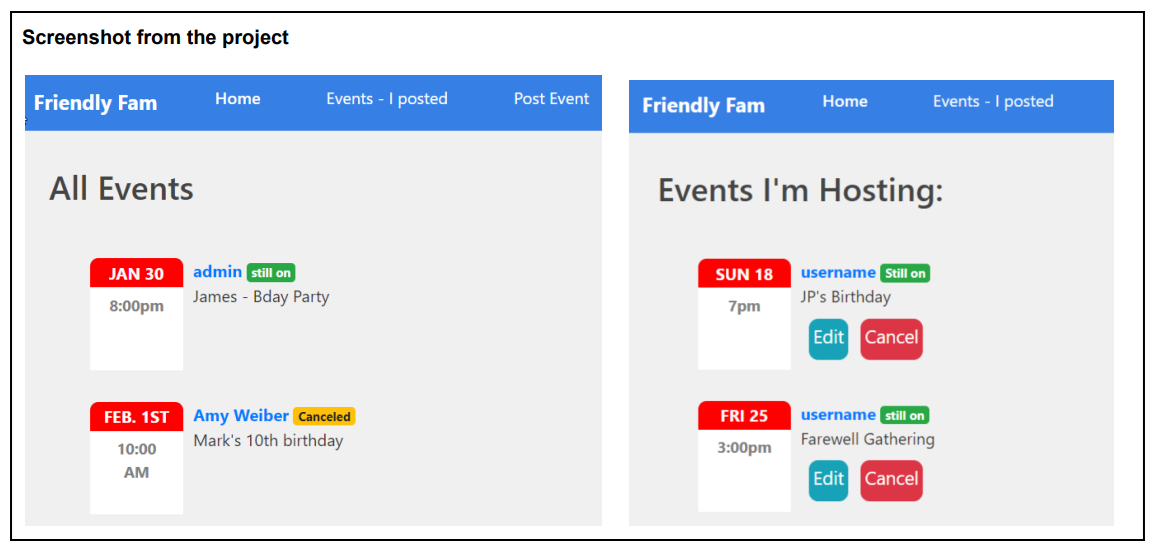 Screenshot from the project
Friendly Fam Home Events - I posted Post Event
All Events
JAN 30
8:00pm
admin still on
James - Bday Party
FEB. 1ST
10:00
AM
Amy Weiber Canceled
Mark's 10th birthday
Friendly Fam Home Events - I posted
Events I'm Hosting:
SUN 18
7pm
username Still on
JP's Birthday
Edit Cancel
FRI 25
3:00pm
username still on
Farewell Gathering
Edit Cancel